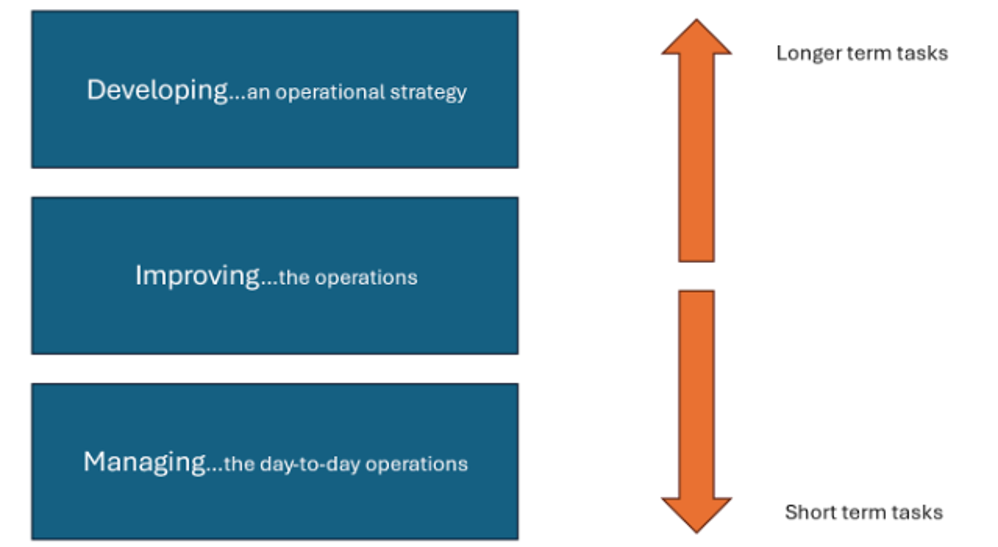 Developing...an operational strategy
Longer term tasks
Improving...the operations
Managing...the day-to-day operations
Short term tasks